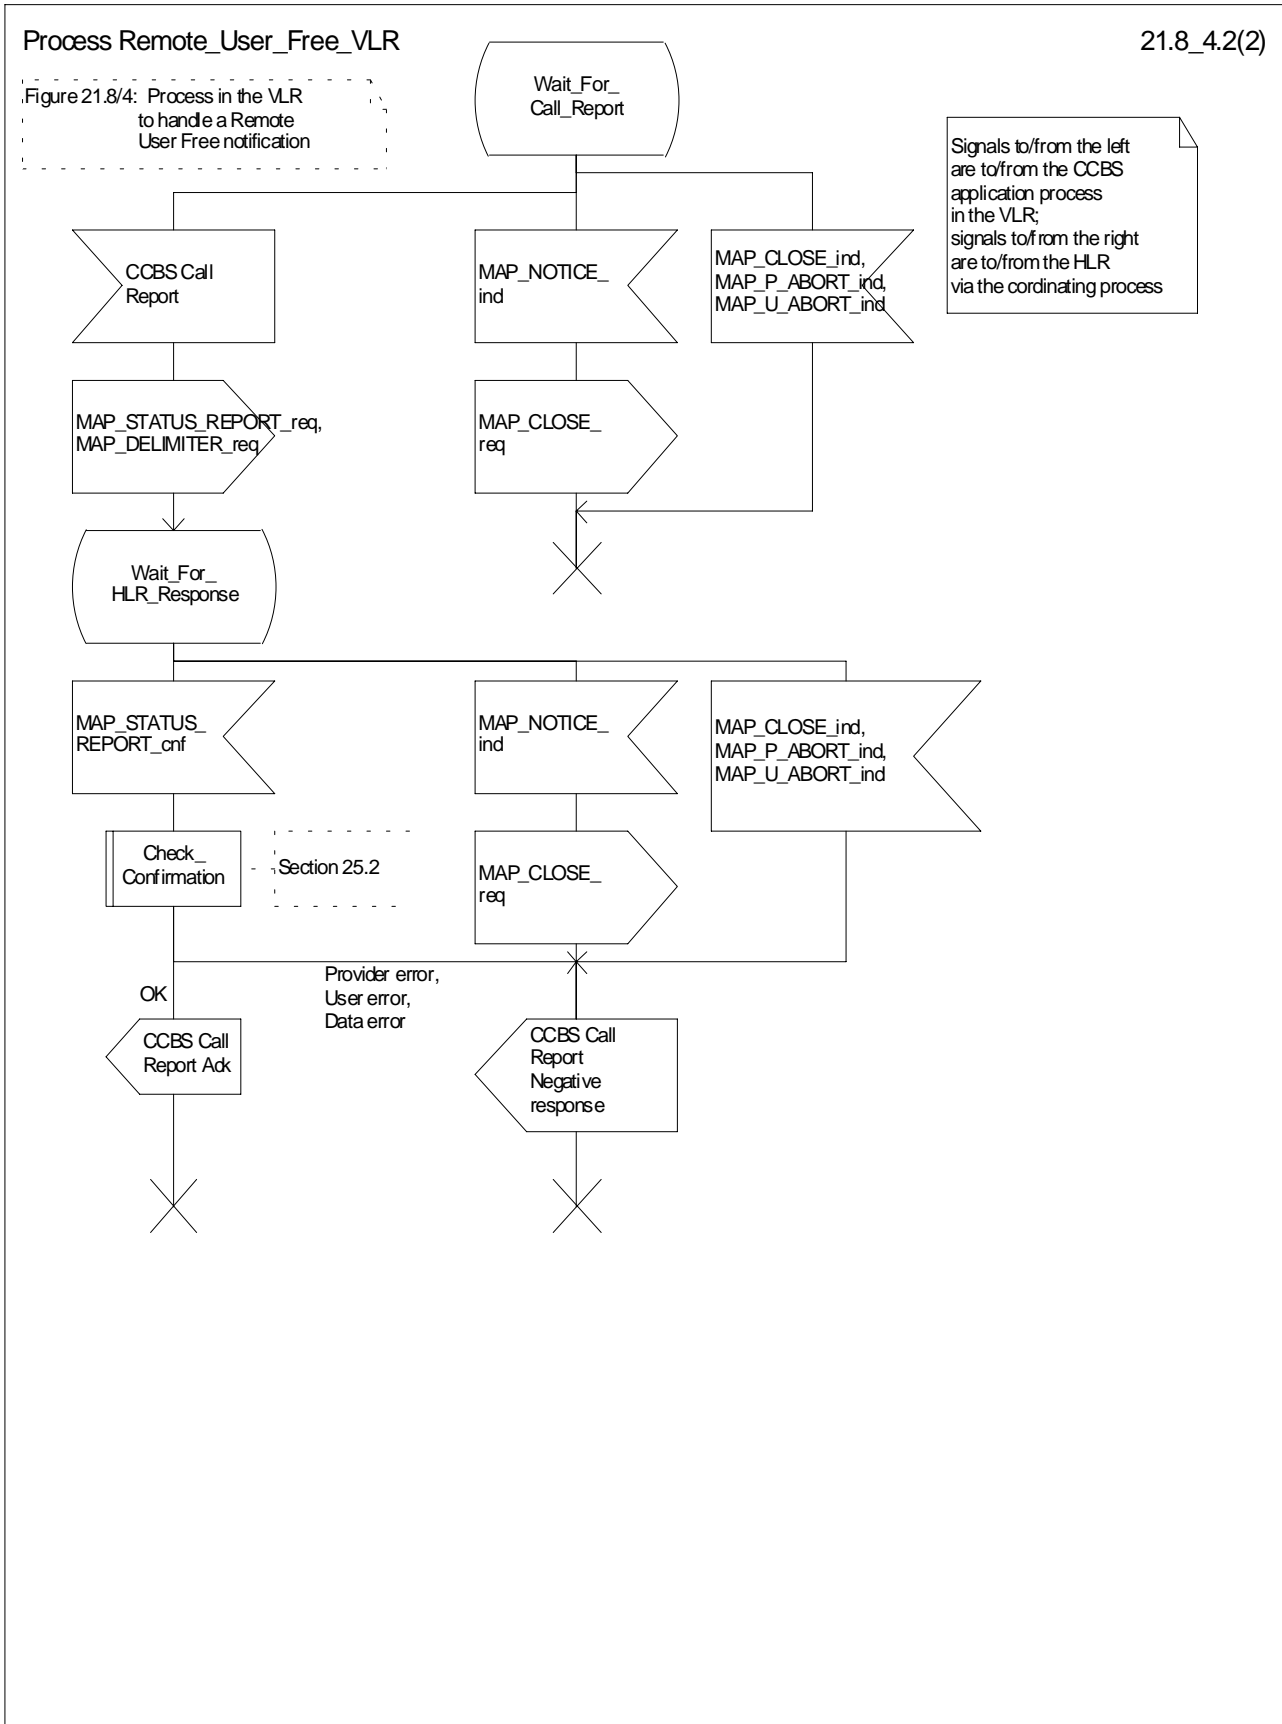 Process Remote_User_Free_VLR
21.8_4.2(2)
Figure 21.8/4: Process in the VLR
to handle a Remote
User Free notification
Wait_For_
Call_Report
Signals to/from the left
are to/from the CCBS
application process
in the VLR;
signals to/from the right
are to/from the HLR
via the cordinating process
CCBS Call
Report
MAP_NOTICE_
ind
MAP_CLOSE_ind,
MAP_P_ABORT_ind,
MAP_U_ABORT_ind
MAP_STATUS_REPORT_req,
MAP_DELIMITER_req
MAP_CLOSE_
req
Wait_For_
HLR_Response
MAP_STATUS_
REPORT_cnf
MAP_NOTICE_
ind
MAP_CLOSE_ind,
MAP_P_ABORT_ind,
MAP_U_ABORT_ind
Check_
Confirmation
Section 25.2
MAP_CLOSE_
req
Provider error,
User error,
Data error
OK
CCBS Call
Report Ack
CCBS Call
Report
Negative
response